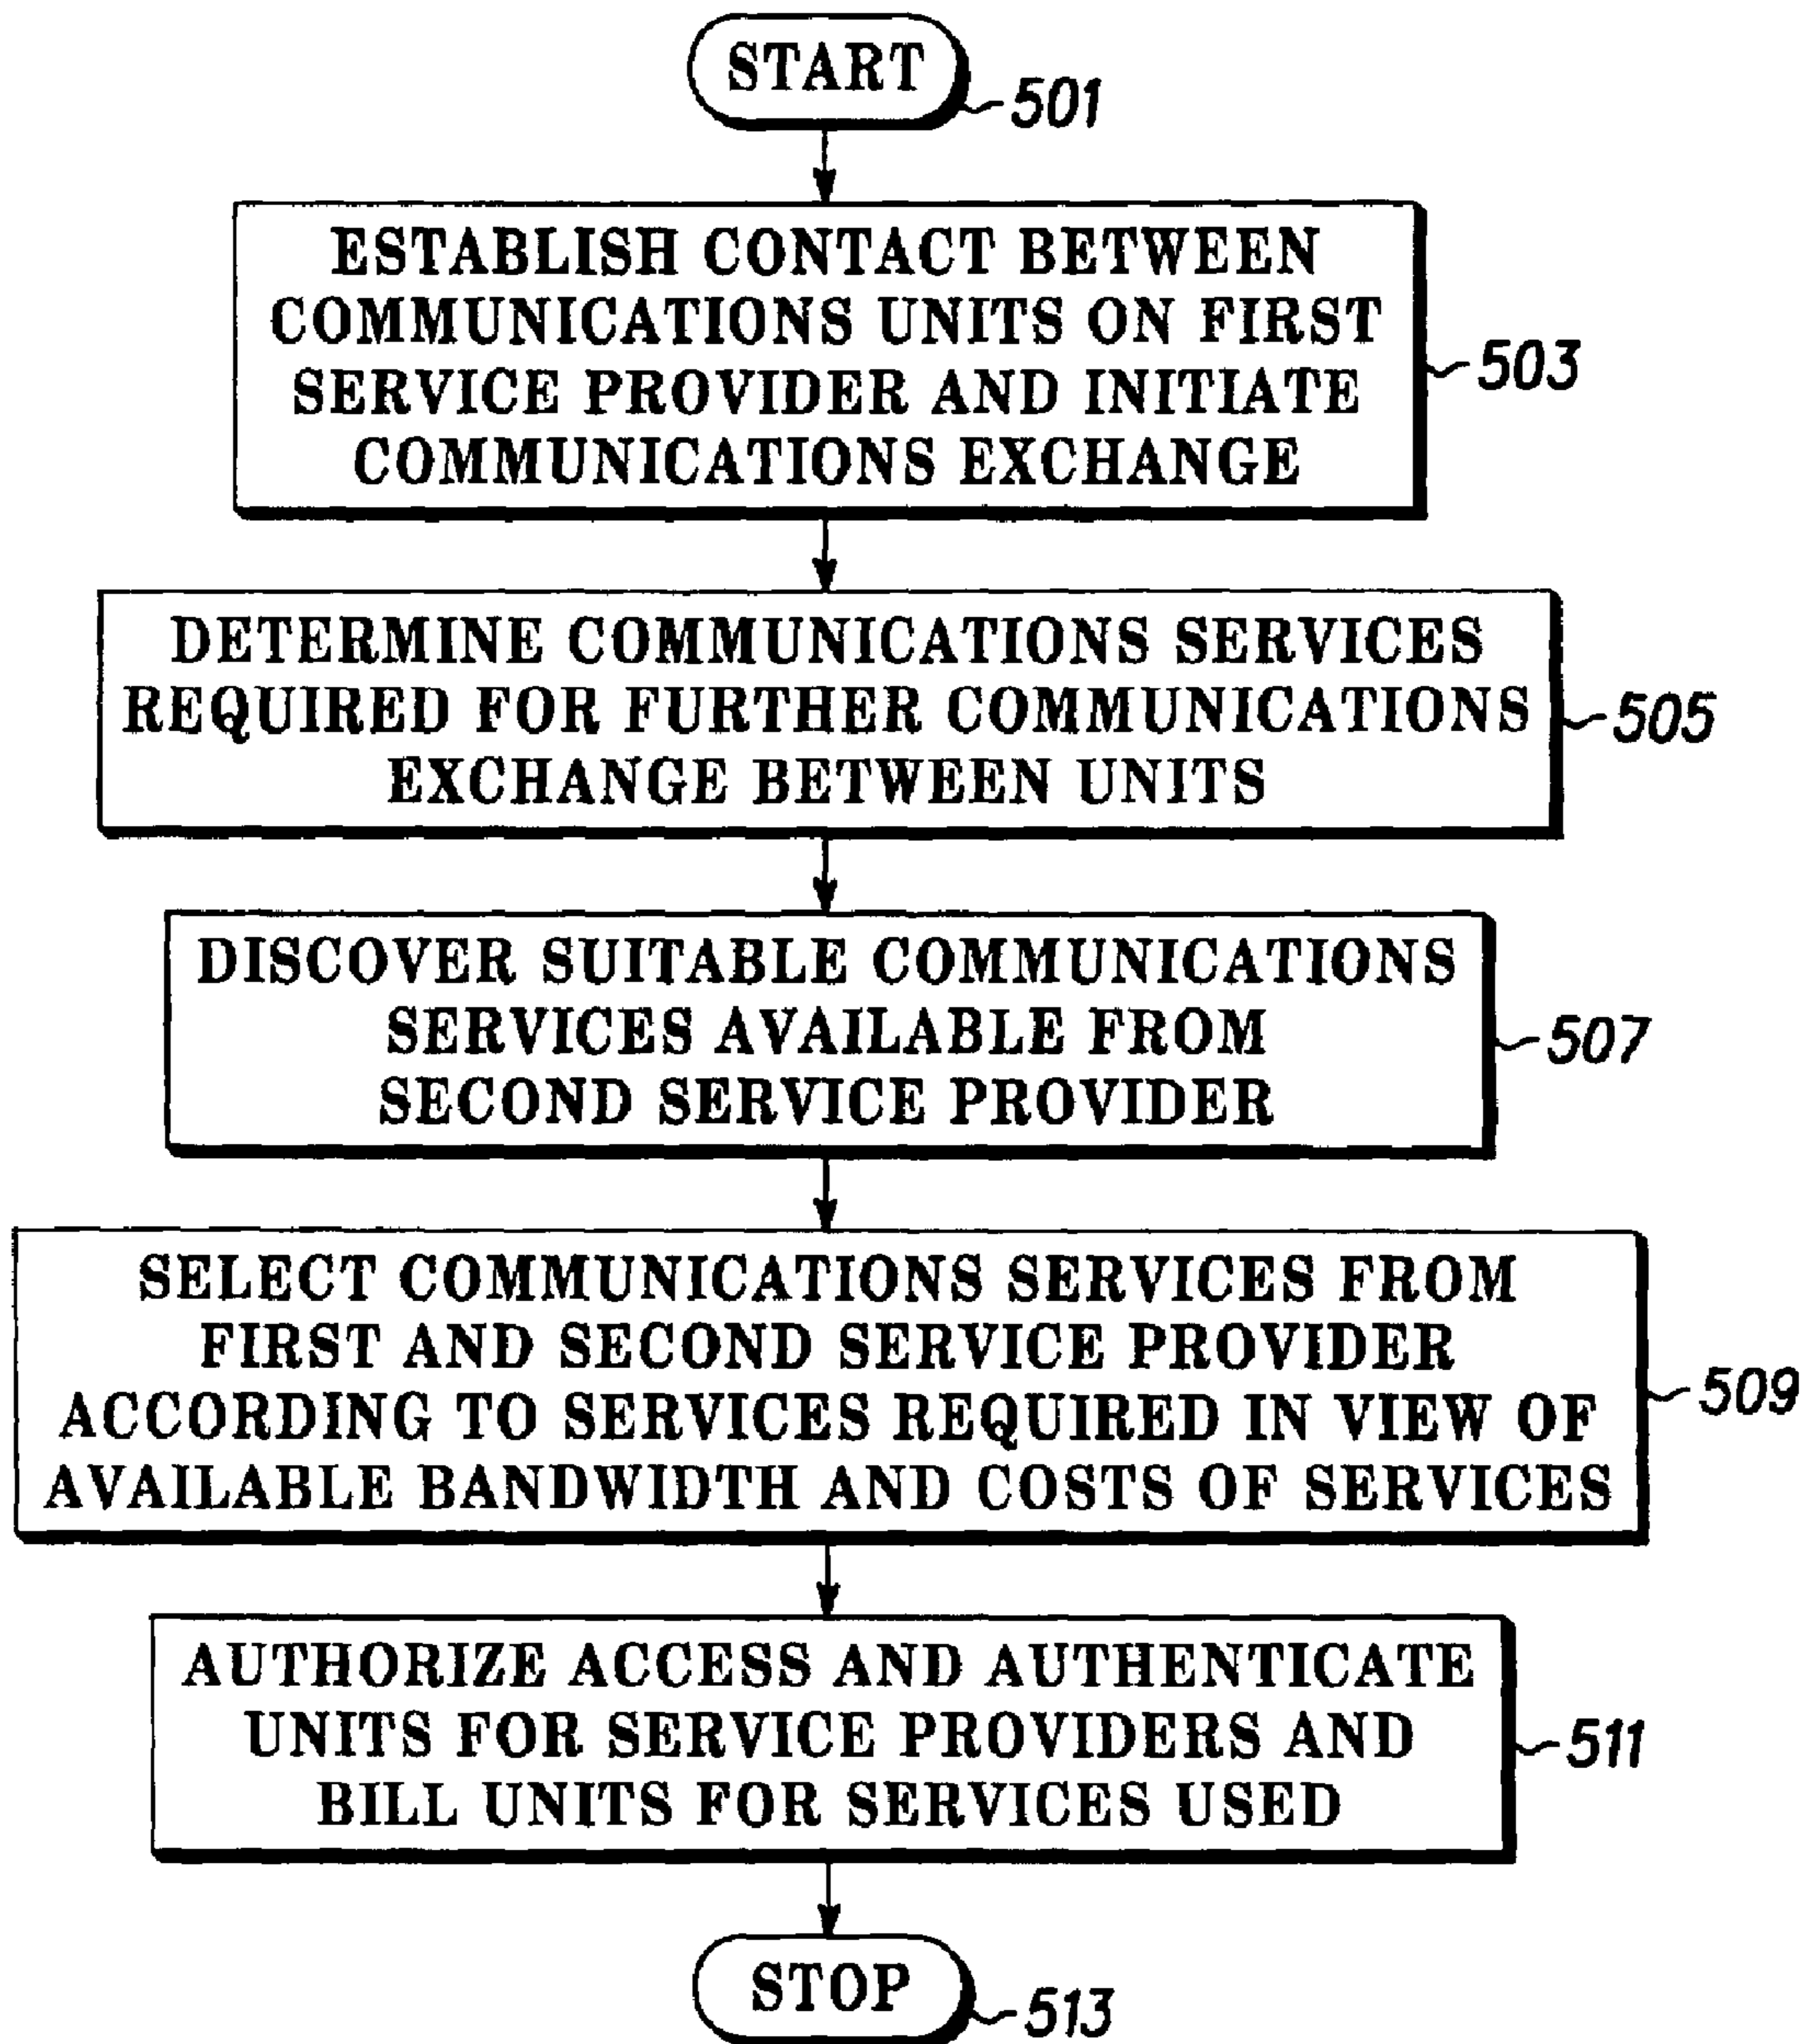 START
501
ESTABLISH CONTACT BETWEEN
COMMUNICATIONS UNITS ON FIRST
SERVICE PROVIDER AND INITIATE
COMMUNICATIONS EXCHANGE
503
DETERMINE COMMUNICATIONS SERVICES
REQUIRED FOR FURTHER COMMUNICATIONS
EXCHANGE BETWEEN UNITS
505
DISCOVER SUITABLE COMMUNICATIONS
SERVICES AVAILABLE FROM
SECOND SERVICE PROVIDER
507
SELECT COMMUNICATIONS SERVICES FROM
FIRST AND SECOND SERVICE PROVIDER
ACCORDING TO SERVICES REQUIRED IN VIEW OF
AVAILABLE BANDWIDTH AND COSTS OF SERVICES
509
AUTHORIZE ACCESS AND AUTHENTICATE
UNITS FOR SERVICE PROVIDERS AND
BILL UNITS FOR SERVICES USED
511
STOP
513